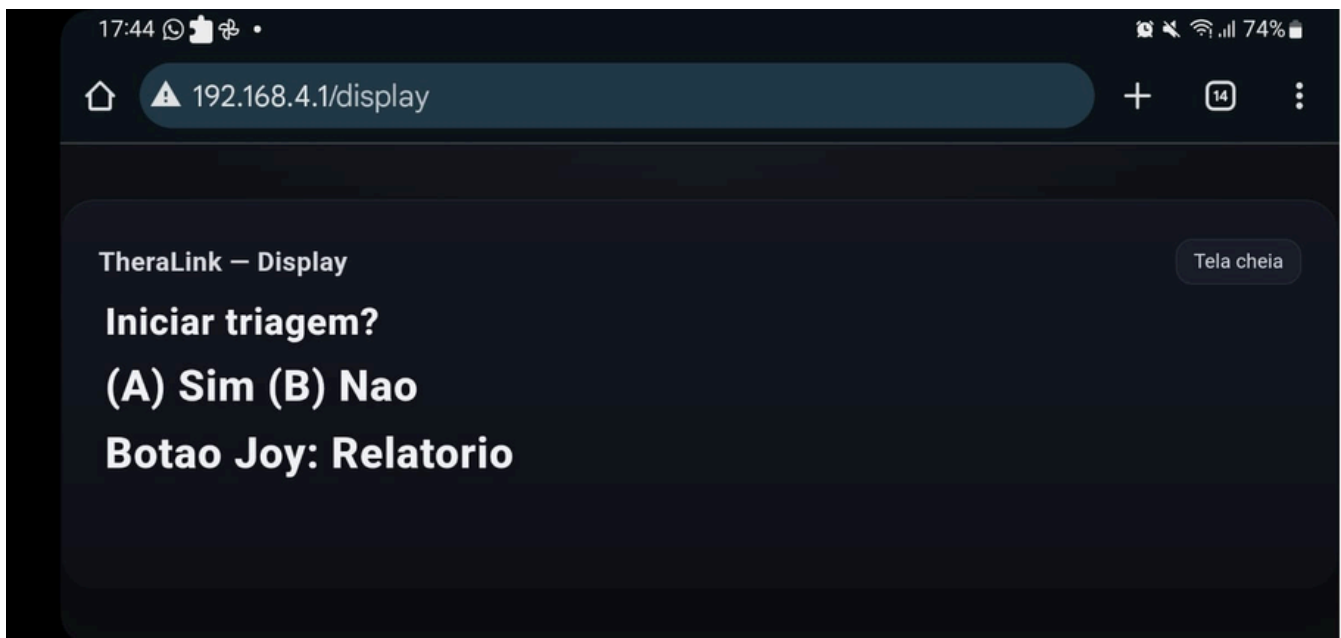 17:44
74%
192.168.4.1/display
14
TheraLink — Display
Tela cheia
Iniciar triagem?
(A) Sim (B) Nao
Botao Joy: Relatorio